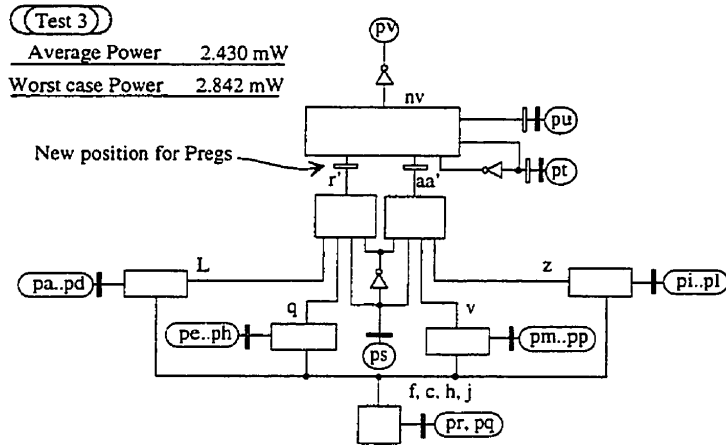 Test 3
pv
Average Power 2.430 mW
Worst case Power 2.842 mW
nv
pu
New position for Pregs
pt
r' aa'
L z
pa..pd pi..pl
q v
pe..ph pm..pp
ps
f, c, h, j
pr, pq